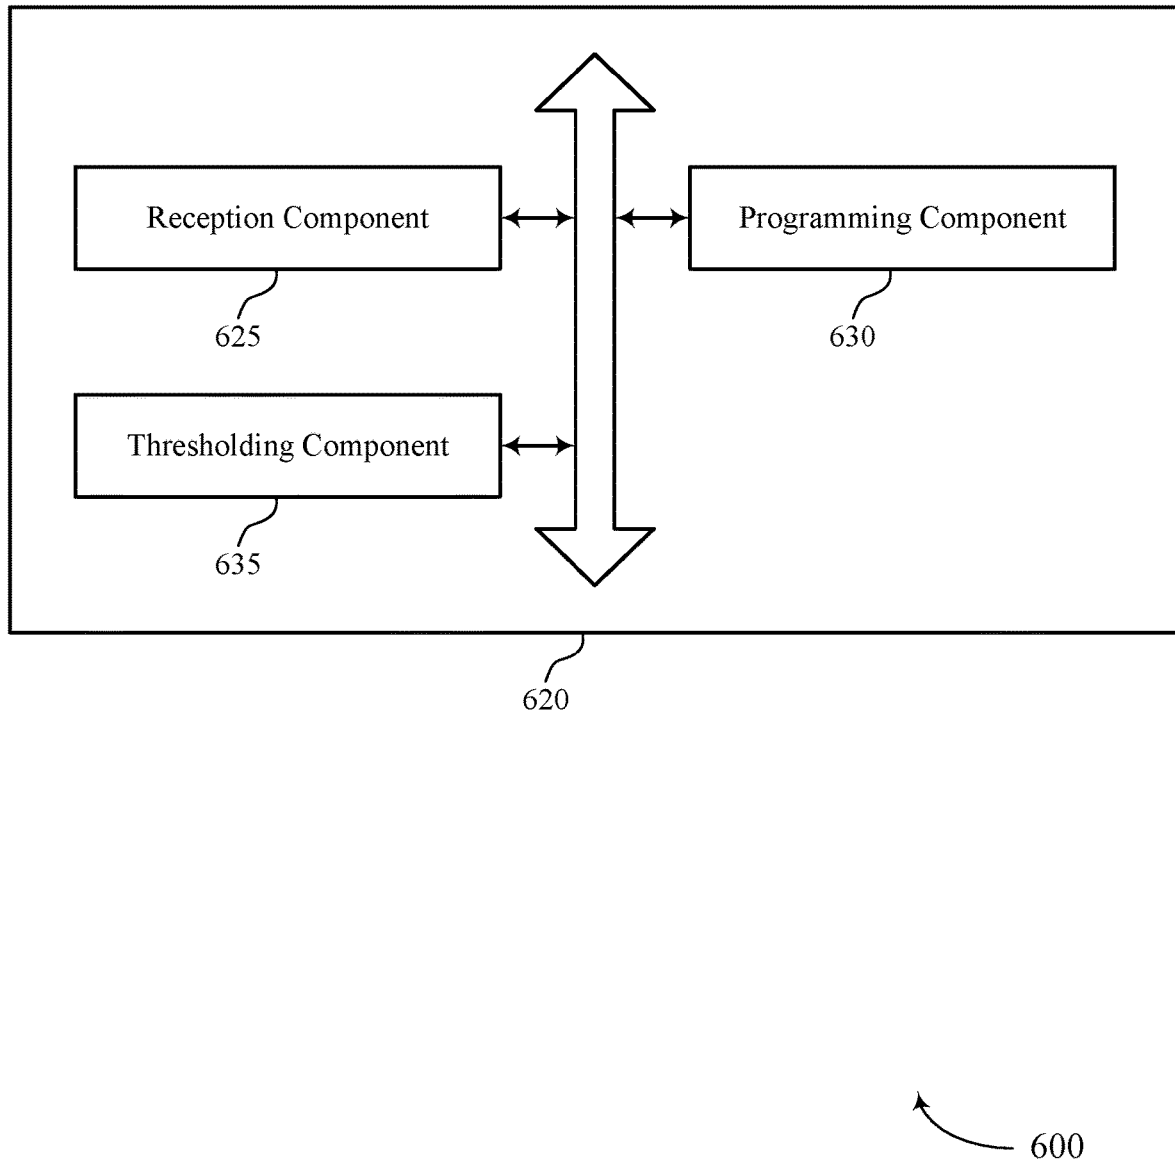 Reception Component
Programming Component
625
630
Thresholding Component
635
620
600